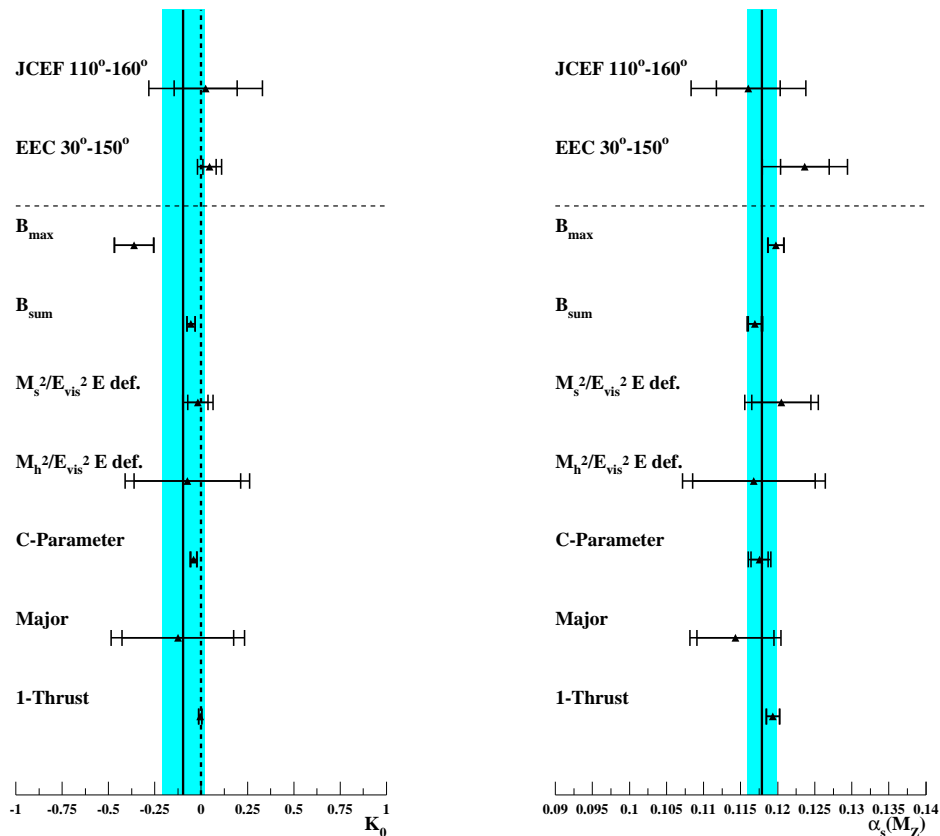 JCEF 110°-160°
EEC 30°-150°
B_max
B_sum
M_s²/E_vis² E def.
M_h²/E_vis² E def.
C-Parameter
Major
1-Thrust
-1 -0.75 -0.5 -0.25 0 0.25 0.5 0.75 1
K_0
JCEF 110°-160°
EEC 30°-150°
B_max
B_sum
M_s²/E_vis² E def.
M_h²/E_vis² E def.
C-Parameter
Major
1-Thrust
0.09 0.095 0.1 0.105 0.11 0.115 0.12 0.125 0.13 0.135 0.14
α_s(M_Z)